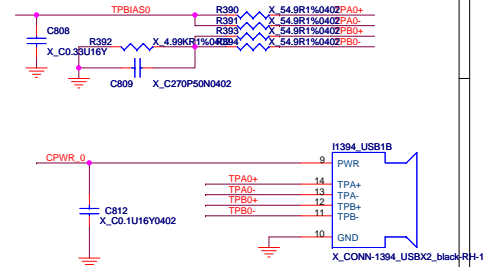 TPBIAS0
R390 X_54.9R1%0402 TPA0+
R391 X_54.9R1%0402 TPA0-
R393 X_54.9R1%0402 TPB0+
R394 X_54.9R1%0402 TPB0-
C808
X_C0.33U16Y
R392 X_4.99KR1%0402
C809 X_C270P50N0402
I1394_USB1B
CPWR_0 9 PWR
TPA0+ 14 TPA+
TPA0- 13 TPA-
TPB0+ 12 TPB+
TPB0- 11 TPB-
C812
X_C0.1U16Y0402
10 GND
X_CONN-1394_USBX2_black-RH-1